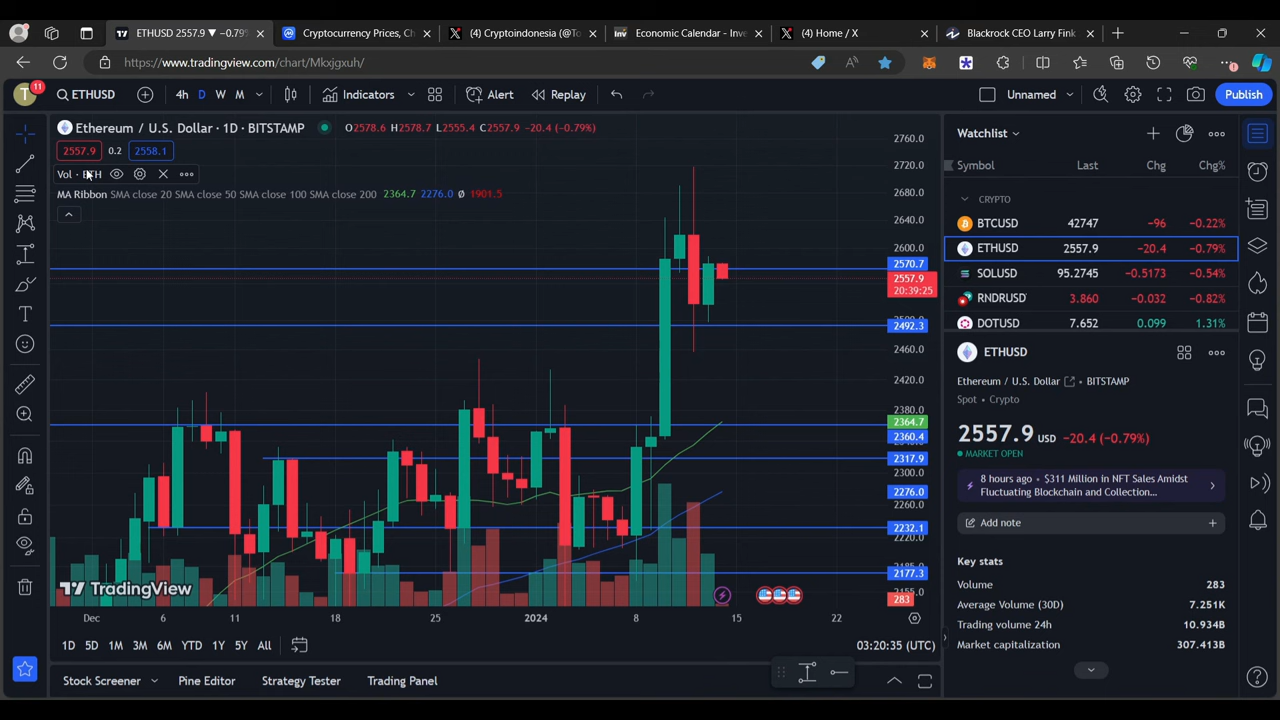 ETHUSD 2557.9 ▼ −0.79%
Cryptocurrency Prices, Ch
(4) Cryptoindonesia (@To
Economic Calendar - Inve
(4) Home / X
Blackrock CEO Larry Fink
https://www.tradingview.com/chart/Mkxjgxuh/
T 11 ETHUSD 4h D W M Indicators Alert Replay Unnamed Publish
Ethereum / U.S. Dollar · 1D · BITSTAMP O2578.6 H2578.7 L2555.4 C2557.9 −20.4 (−0.79%)
2557.9 0.2 2558.1
Vol · ETH
MA Ribbon SMA close 20 SMA close 50 SMA close 100 SMA close 200 2364.7 2276.0 Ø 1901.5
2760.0
2720.0
2680.0
2640.0
2600.0
2570.7
2557.9
20:39:25
2492.3
2460.0
2420.0
2380.0
2364.7
2360.4
2317.9
2300.0
2276.0
2260.0
2232.1
2220.0
2177.3
283
TradingView
Dec 6 11 18 25 2024 8 15 22
1D 5D 1M 3M 6M YTD 1Y 5Y All 03:20:35 (UTC)
Stock Screener Pine Editor Strategy Tester Trading Panel
Watchlist
Symbol Last Chg Chg%
CRYPTO
BTCUSD 42747 −96 −0.22%
ETHUSD 2557.9 −20.4 −0.79%
SOLUSD 95.2745 −0.5173 −0.54%
RNDRUSD 3.860 −0.032 −0.82%
DOTUSD 7.652 0.099 1.31%
ETHUSD
Ethereum / U.S. Dollar BITSTAMP
Spot • Crypto
2557.9 USD −20.4 (−0.79%)
MARKET OPEN
8 hours ago • $311 Million in NFT Sales Amidst
Fluctuating Blockchain and Collection...
Add note
Key stats
Volume 283
Average Volume (30D) 7.251K
Trading volume 24h 10.934B
Market capitalization 307.413B